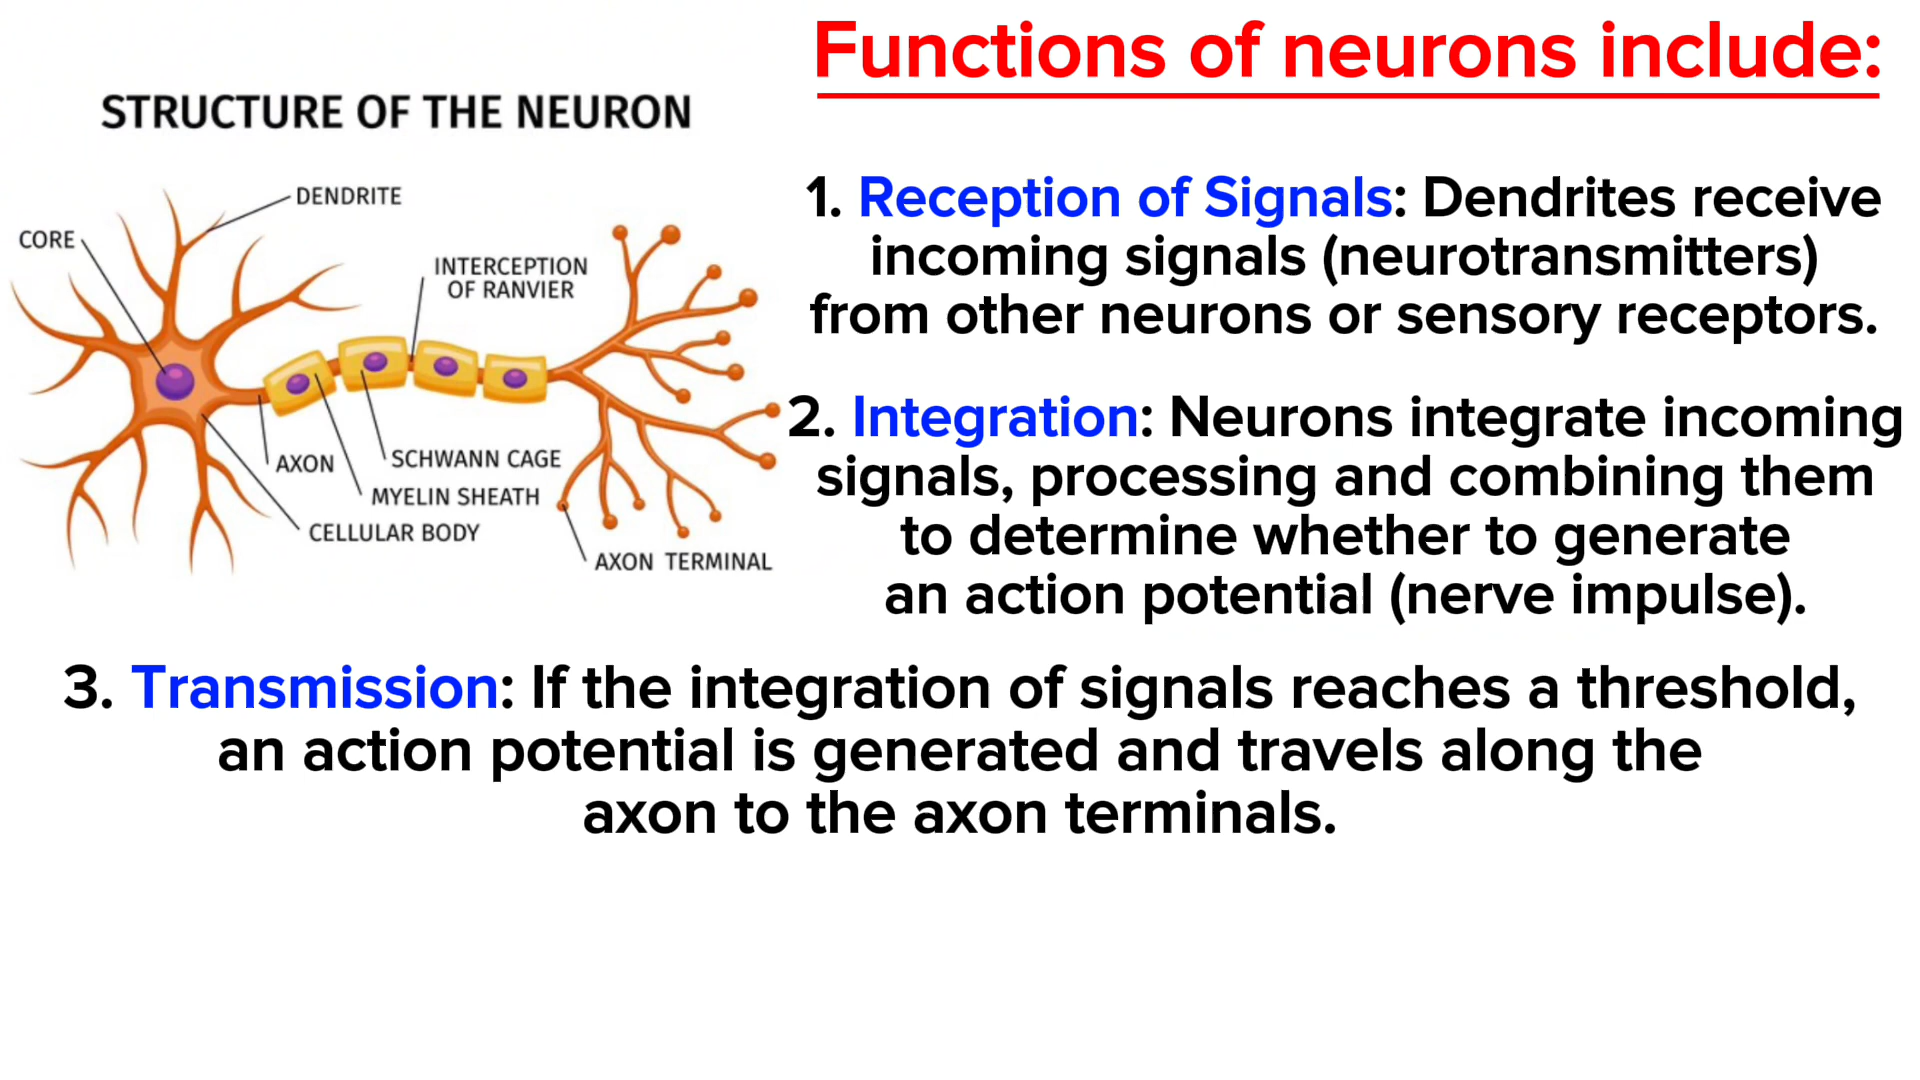 Functions of neurons include:
STRUCTURE OF THE NEURON
DENDRITE
CORE
INTERCEPTION
OF RANVIER
AXON
SCHWANN CAGE
MYELIN SHEATH
CELLULAR BODY
AXON TERMINAL
1. Reception of Signals: Dendrites receive
incoming signals (neurotransmitters)
from other neurons or sensory receptors.
2. Integration: Neurons integrate incoming
signals, processing and combining them
to determine whether to generate
an action potential (nerve impulse).
3. Transmission: If the integration of signals reaches a threshold,
an action potential is generated and travels along the
axon to the axon terminals.